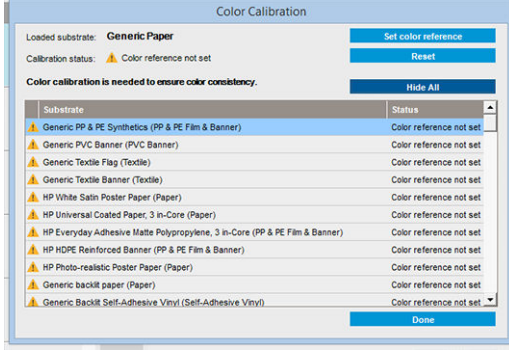 Color Calibration
Loaded substrate: Generic Paper
Set color reference
Calibration status: Color reference not set
Reset
Color calibration is needed to ensure color consistency.
Hide All
Substrate Status
Generic PP & PE Synthetics (PP & PE Film & Banner) Color reference not set
Generic PVC Banner (PVC Banner) Color reference not set
Generic Textile Flag (Textile) Color reference not set
Generic Textile Banner (Textile) Color reference not set
HP White Satin Poster Paper (Paper) Color reference not set
HP Universal Coated Paper, 3 in-Core (Paper) Color reference not set
HP Everyday Adhesive Matte Polypropylene, 3 in-Core (PP & PE Film & Banner) Color reference not set
HP HDPE Reinforced Banner (PP & PE Film & Banner) Color reference not set
HP Photo-realistic Poster Paper (Paper) Color reference not set
Generic backlit paper (Paper) Color reference not set
Generic Backlit Self-Adhesive Vinyl (Self-Adhesive Vinyl) Color reference not set
Done